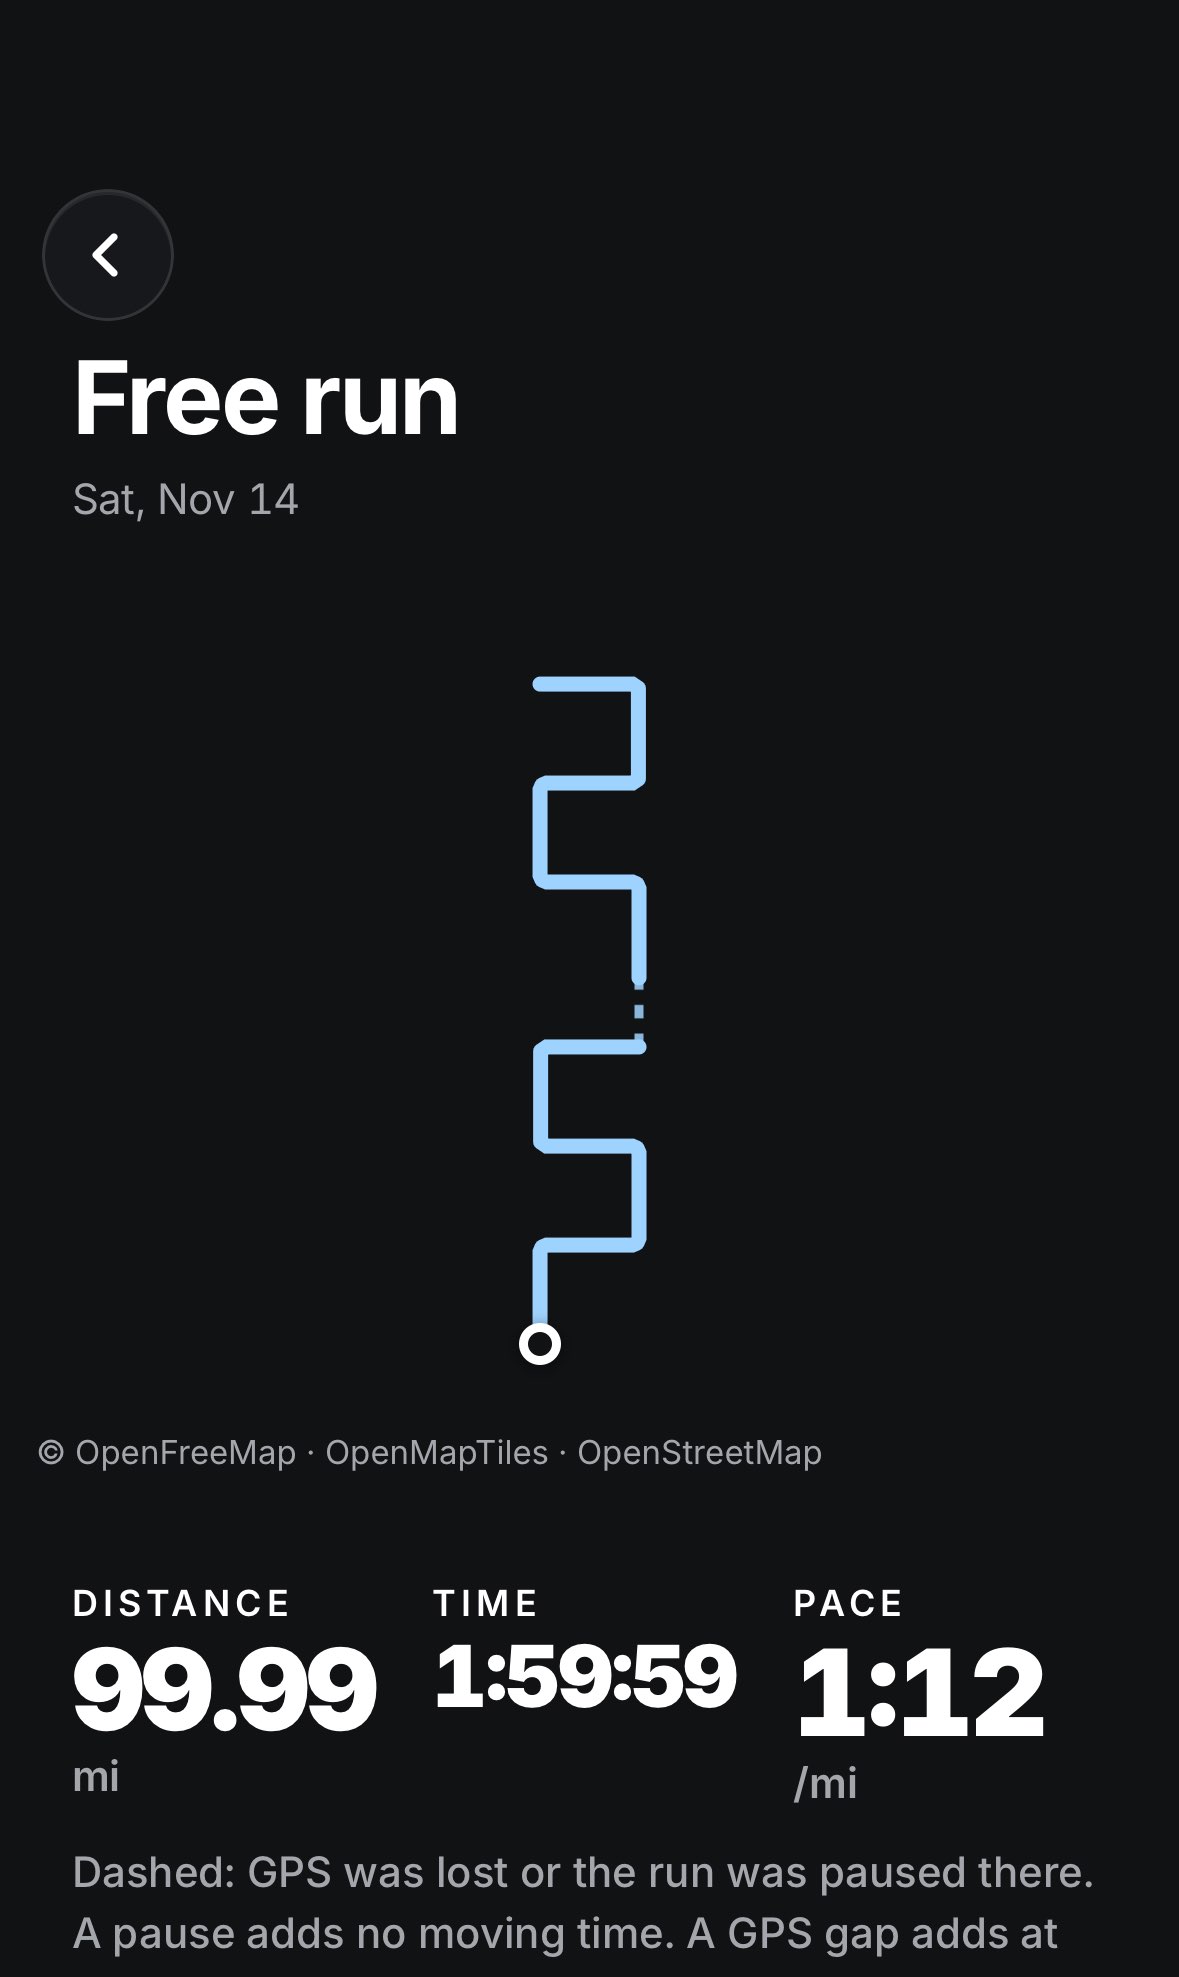 Free run
Sat, Nov 14
© OpenFreeMap · OpenMapTiles · OpenStreetMap
DISTANCE TIME PACE
99.99 1:59:59 1:12
mi /mi
Dashed: GPS was lost or the run was paused there.
A pause adds no moving time. A GPS gap adds at